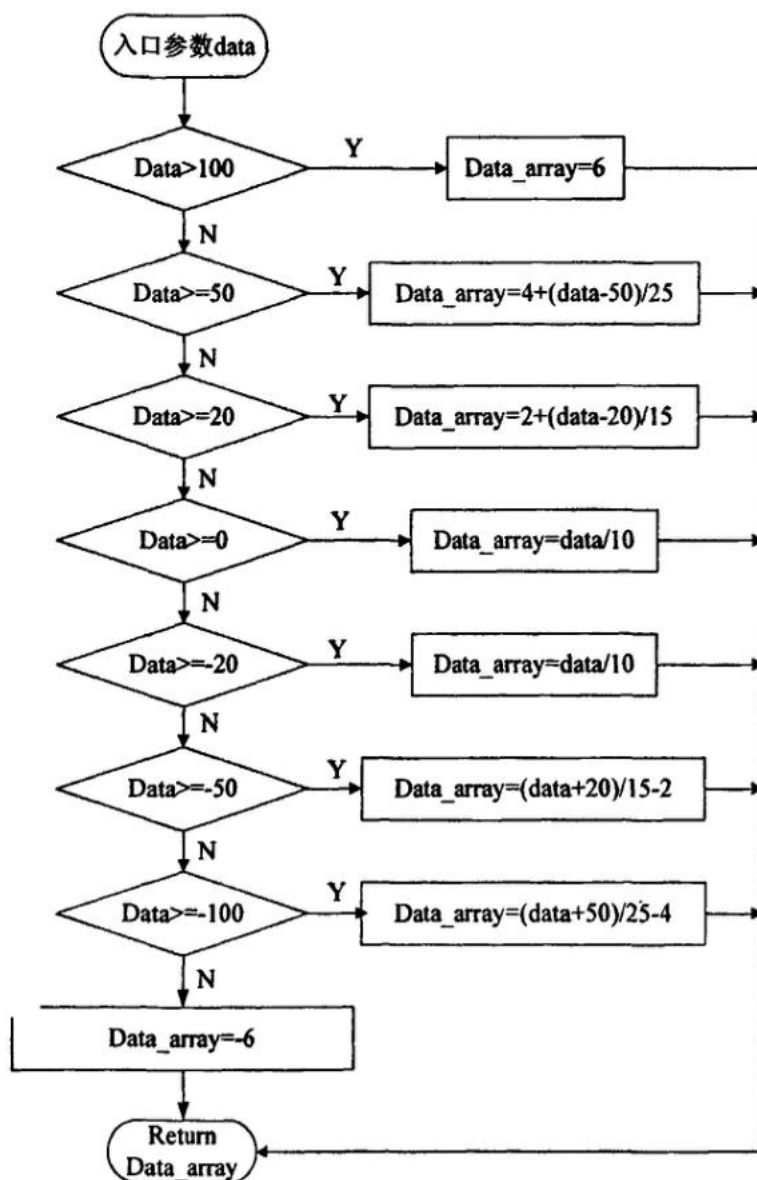 入口参数data
Data>100
Y
Data_array=6
N
Data>=50
Y
Data_array=4+(data-50)/25
N
Data>=20
Y
Data_array=2+(data-20)/15
N
Data>=0
Y
Data_array=data/10
N
Data>=-20
Y
Data_array=data/10
N
Data>=-50
Y
Data_array=(data+20)/15-2
N
Data>=-100
Y
Data_array=(data+50)/25-4
N
Data_array=-6
Return
Data_array